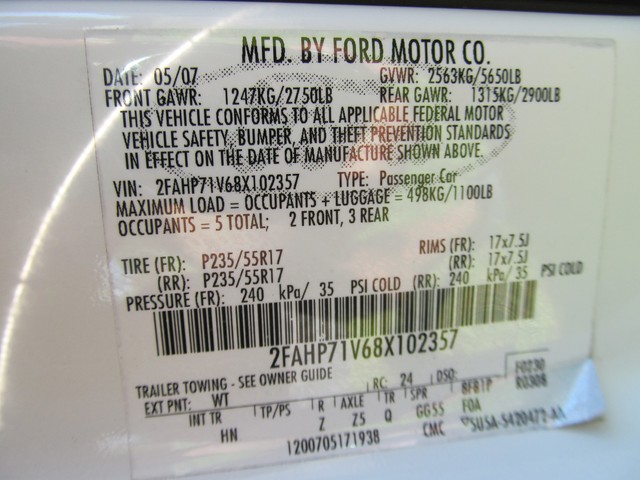 MFD. BY FORD MOTOR CO.
DATE: 05/07 GVWR: 2563KG/5650LB
FRONT GAWR: 1247KG/2750LB REAR GAWR: 1315KG/2900LB
THIS VEHICLE CONFORMS TO ALL APPLICABLE FEDERAL MOTOR
VEHICLE SAFETY, BUMPER, AND THEFT PREVENTION STANDARDS
IN EFFECT ON THE DATE OF MANUFACTURE SHOWN ABOVE.
VIN: 2FAHP71V68X102357 TYPE: Passenger Car
MAXIMUM LOAD = OCCUPANTS + LUGGAGE = 498KG/1100LB
OCCUPANTS = 5 TOTAL; 2 FRONT, 3 REAR
TIRE (FR): P235/55R17 RIMS (FR): 17x7.5J
(RR): P235/55R17 (RR): 17x7.5J
PRESSURE (FR): 240 kPa/ 35 PSI COLD (RR): 240 kPa/ 35 PSI COLD
2FAHP71V68X102357
TRAILER TOWING - SEE OWNER GUIDE F0230
EXT PNT: WT RC: 24 DSO: 8FB1P R0308
INT TR TP/PS R AXLE TR SPR F0A
HN Z Z5 Q GG5S
1200705171938 CMC